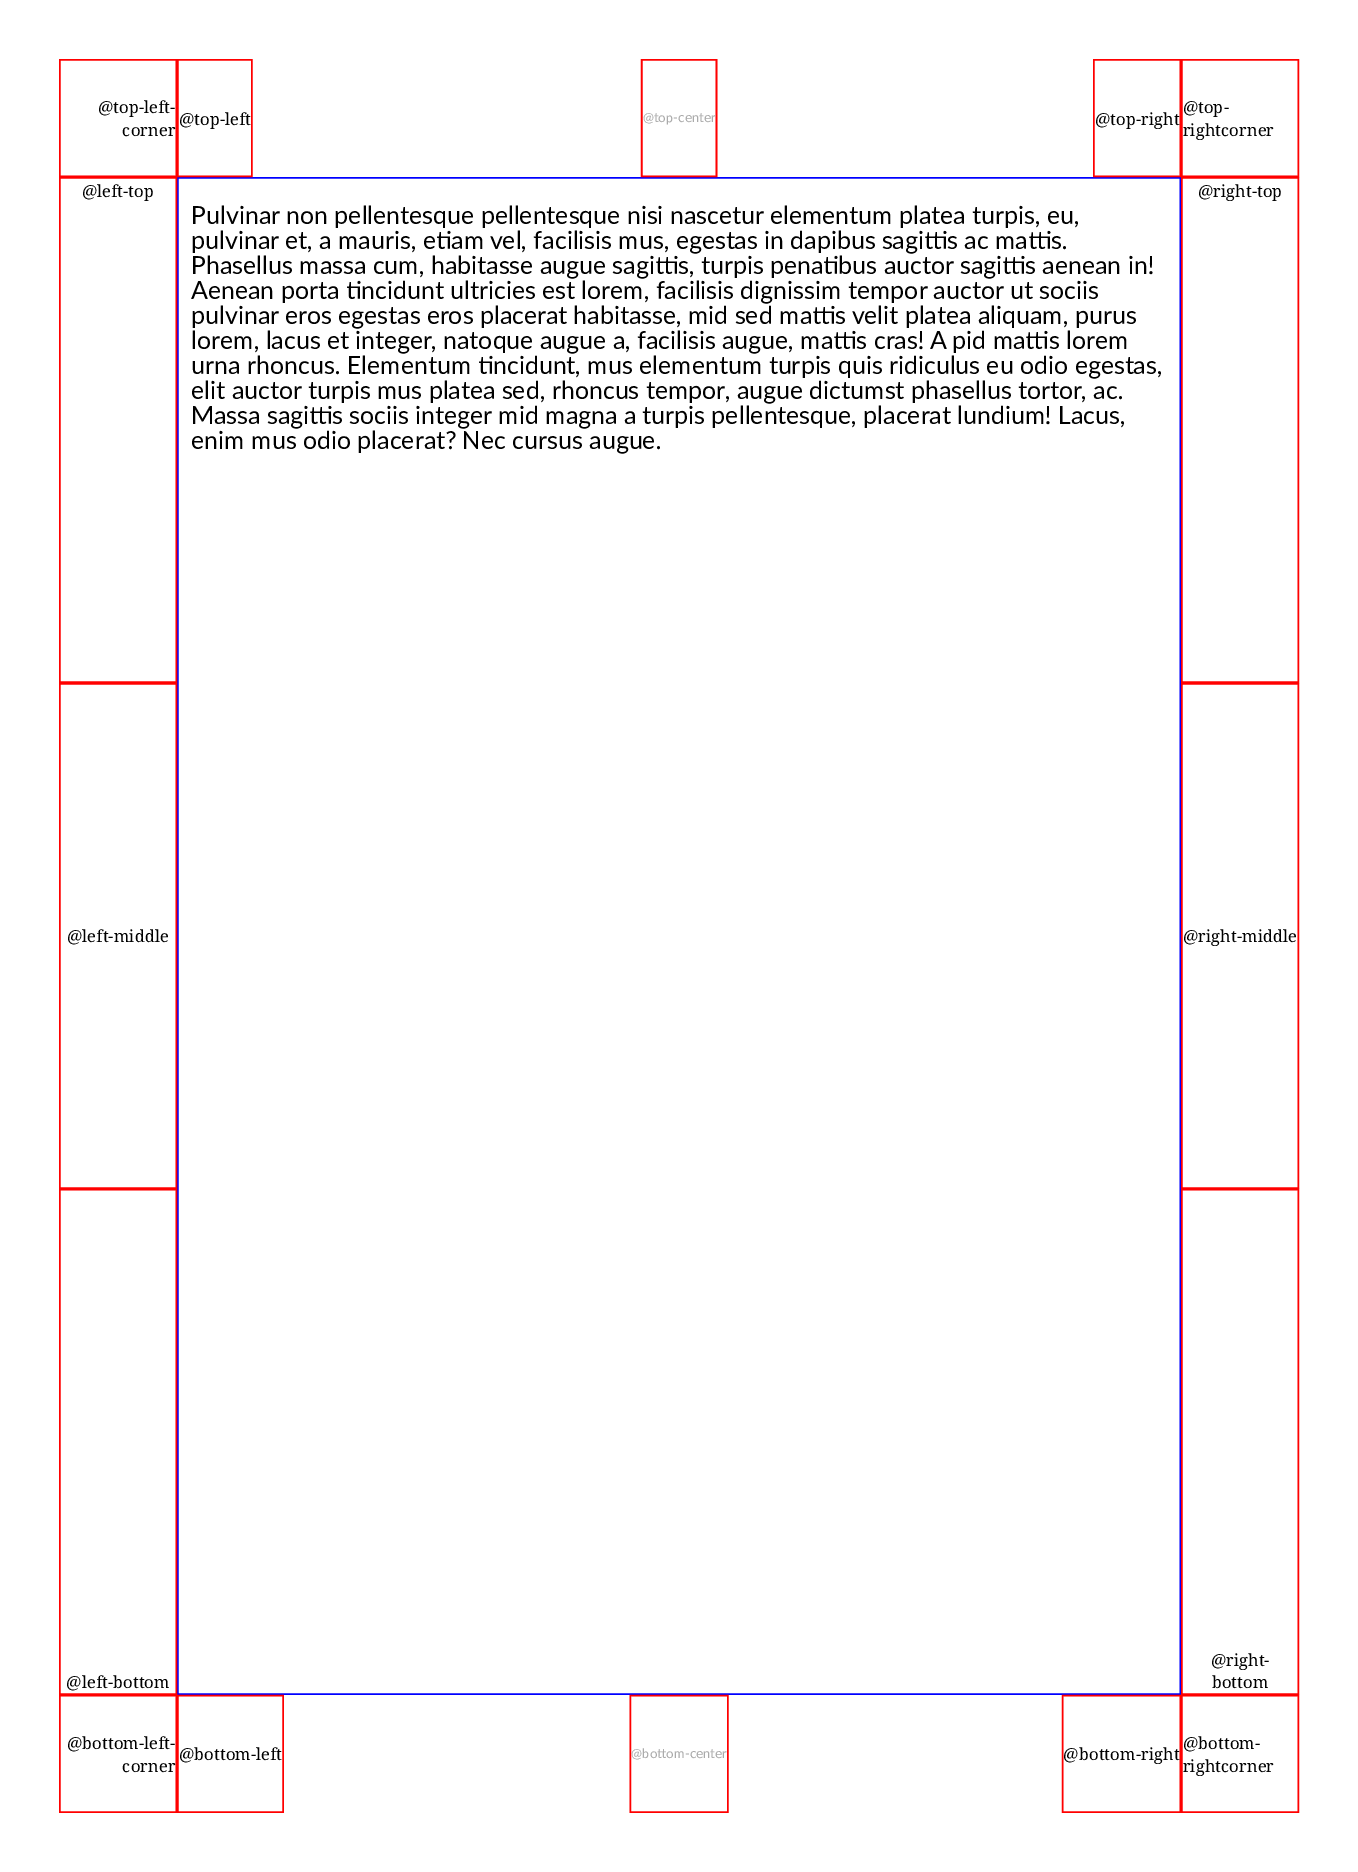 @top-left-
corner
@top-left
@top-center
@top-right
@top-
rightcorner
@left-top
@right-top
Pulvinar non pellentesque pellentesque nisi nascetur elementum platea turpis, eu,
pulvinar et, a mauris, etiam vel, facilisis mus, egestas in dapibus sagittis ac mattis.
Phasellus massa cum, habitasse augue sagittis, turpis penatibus auctor sagittis aenean in!
Aenean porta tincidunt ultricies est lorem, facilisis dignissim tempor auctor ut sociis
pulvinar eros egestas eros placerat habitasse, mid sed mattis velit platea aliquam, purus
lorem, lacus et integer, natoque augue a, facilisis augue, mattis cras! A pid mattis lorem
urna rhoncus. Elementum tincidunt, mus elementum turpis quis ridiculus eu odio egestas,
elit auctor turpis mus platea sed, rhoncus tempor, augue dictumst phasellus tortor, ac.
Massa sagittis sociis integer mid magna a turpis pellentesque, placerat lundium! Lacus,
enim mus odio placerat? Nec cursus augue.
@left-middle
@right-middle
@left-bottom
@right-
bottom
@bottom-left-
corner
@bottom-left
@bottom-center
@bottom-right
@bottom-
rightcorner